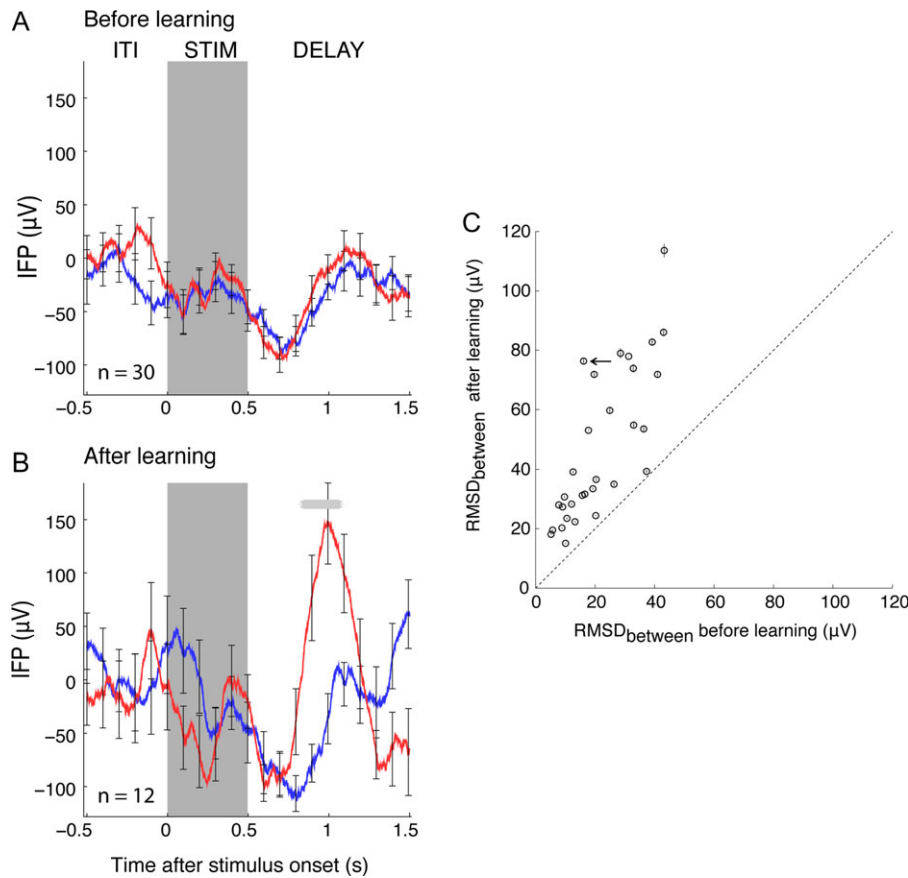 A
Before learning
ITI STIM DELAY
150
100
50
0
−50
−100
IFP (µV)
n = 30
−0.5 0 0.5 1 1.5
B
After learning
150
100
50
0
−50
−100
IFP (µV)
n = 12
−0.5 0 0.5 1 1.5
Time after stimulus onset (s)
C
120
100
80
60
40
20
0
RMSDbetween after learning (µV)
0 20 40 60 80 100 120
RMSDbetween before learning (µV)